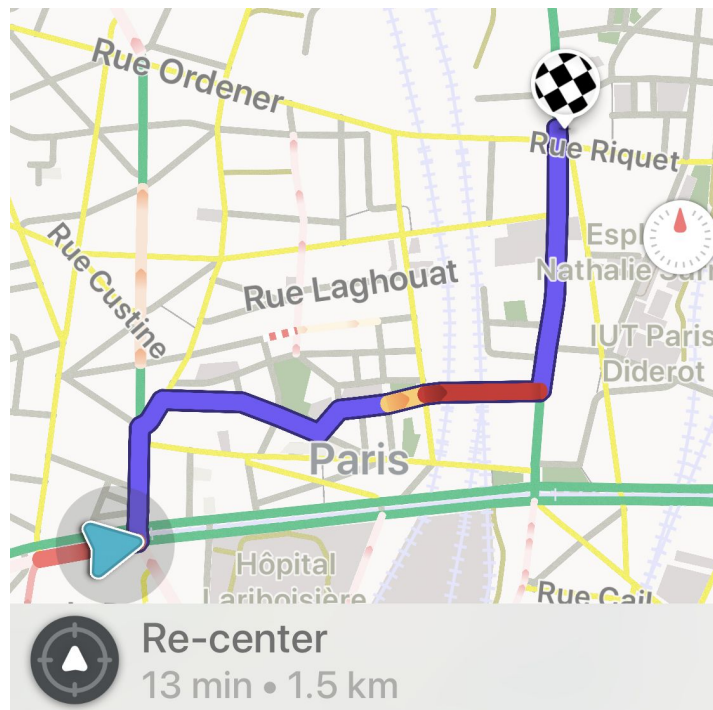 Rue Ordener
Rue Riquet
Rue Custine
Nathalie
Rue Laghouat
IUT Paris
Diderot
Paris
Hôpital
Lariboisière
Rue Cail
Re-center
13 min • 1.5 km